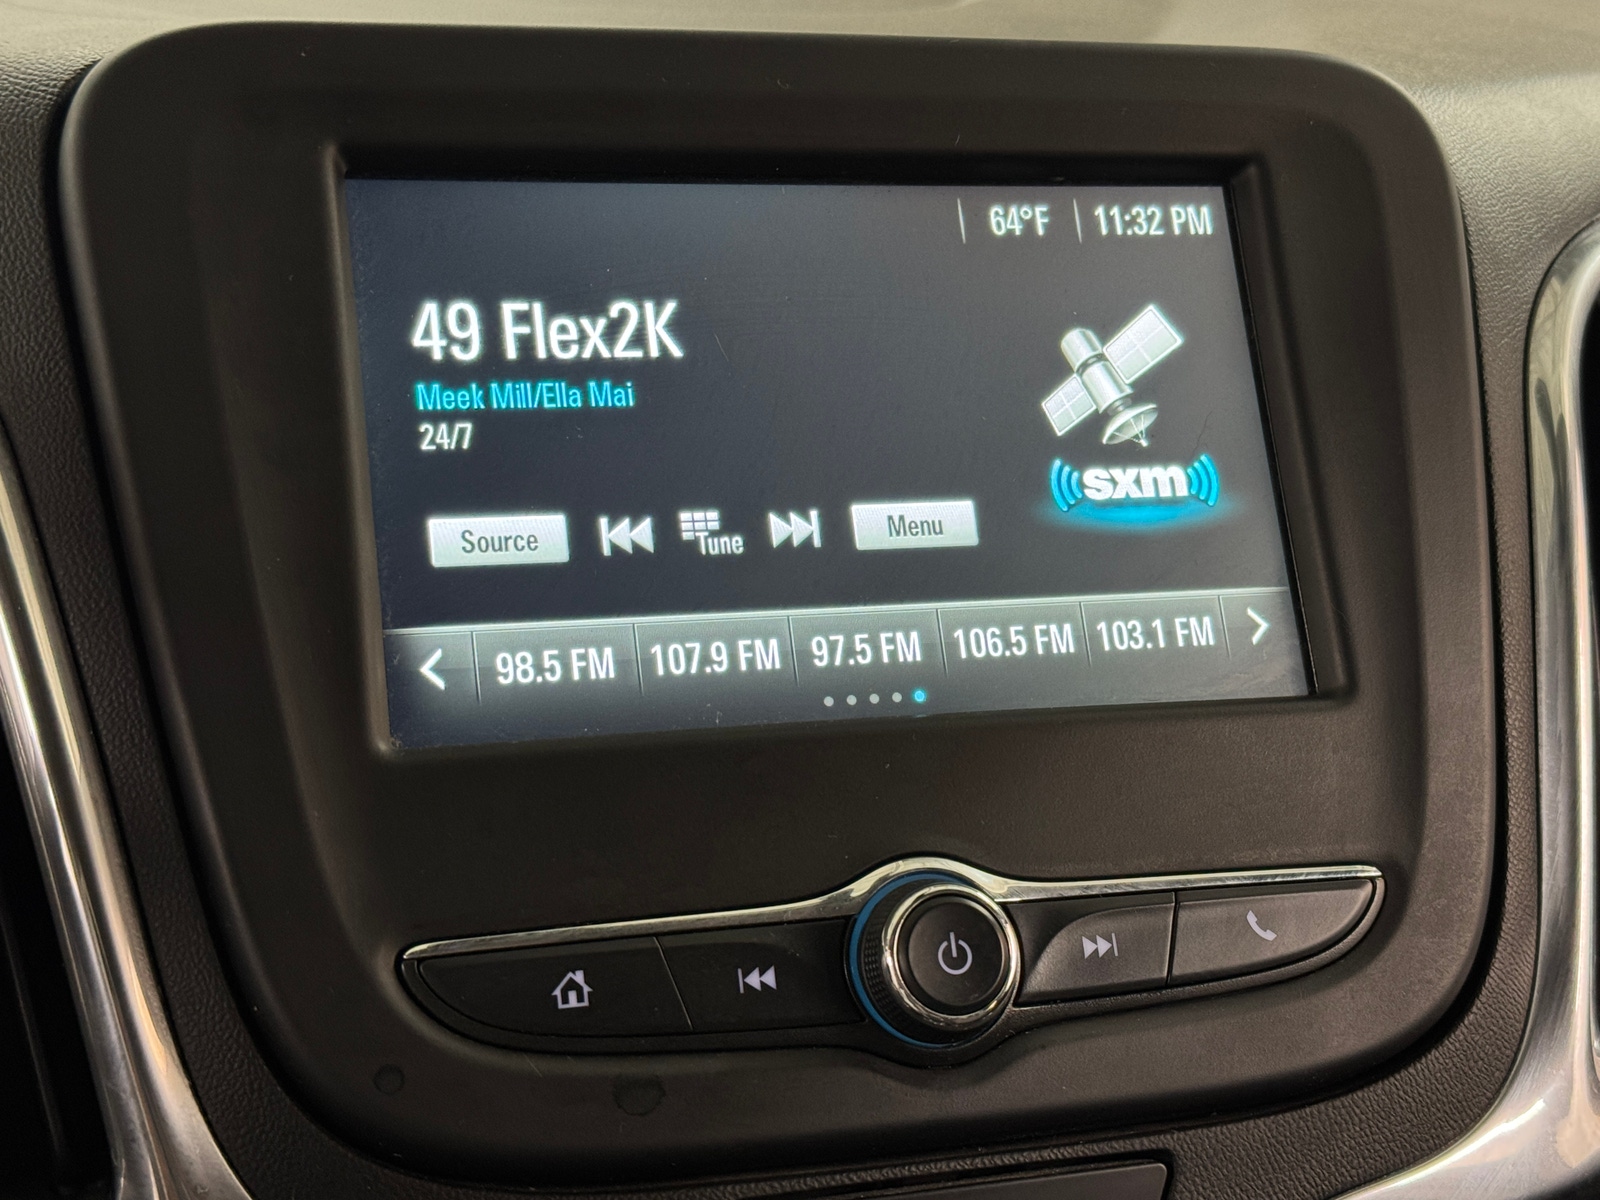 64°F 11:32 PM
49 Flex2K
Meek Mill/Ella Mai
24/7
sxm
Source Tune Menu
98.5 FM 107.9 FM 97.5 FM 106.5 FM 103.1 FM